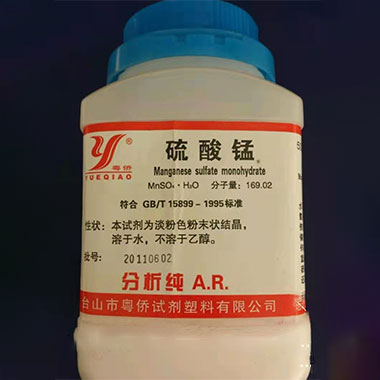 粤侨
YUEQIAO
硫酸锰
Manganese sulfate monohydrate
MnSO₄·H₂O 分子量：169.02
符合 GB/T 15899－1995标准
性状：本试剂为淡粉色粉末状结晶，
溶于水，不溶于乙醇。
批号：20110602
分析纯 A.R.
台山市粤侨试剂塑料有限公司